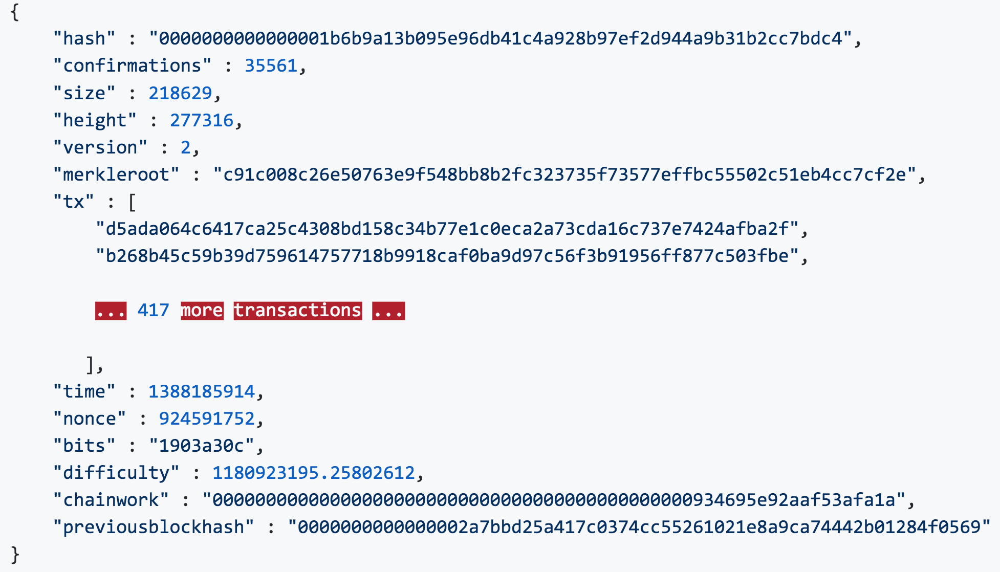 {
"hash" : "0000000000000001b6b9a13b095e96db41c4a928b97ef2d944a9b31b2cc7bdc4",
"confirmations" : 35561,
"size" : 218629,
"height" : 277316,
"version" : 2,
"merkleroot" : "c91c008c26e50763e9f548bb8b2fc323735f73577effbc55502c51eb4cc7cf2e",
"tx" : [
"d5ada064c6417ca25c4308bd158c34b77e1c0eca2a73cda16c737e7424afba2f",
"b268b45c59b39d759614757718b9918caf0ba9d97c56f3b91956ff877c503fbe",
... 417 more transactions ...
],
"time" : 1388185914,
"nonce" : 924591752,
"bits" : "1903a30c",
"difficulty" : 1180923195.25802612,
"chainwork" : "000000000000000000000000000000000000000000000934695e92aaf53afa1a",
"previousblockhash" : "0000000000000002a7bbd25a417c0374cc55261021e8a9ca74442b01284f0569"
}